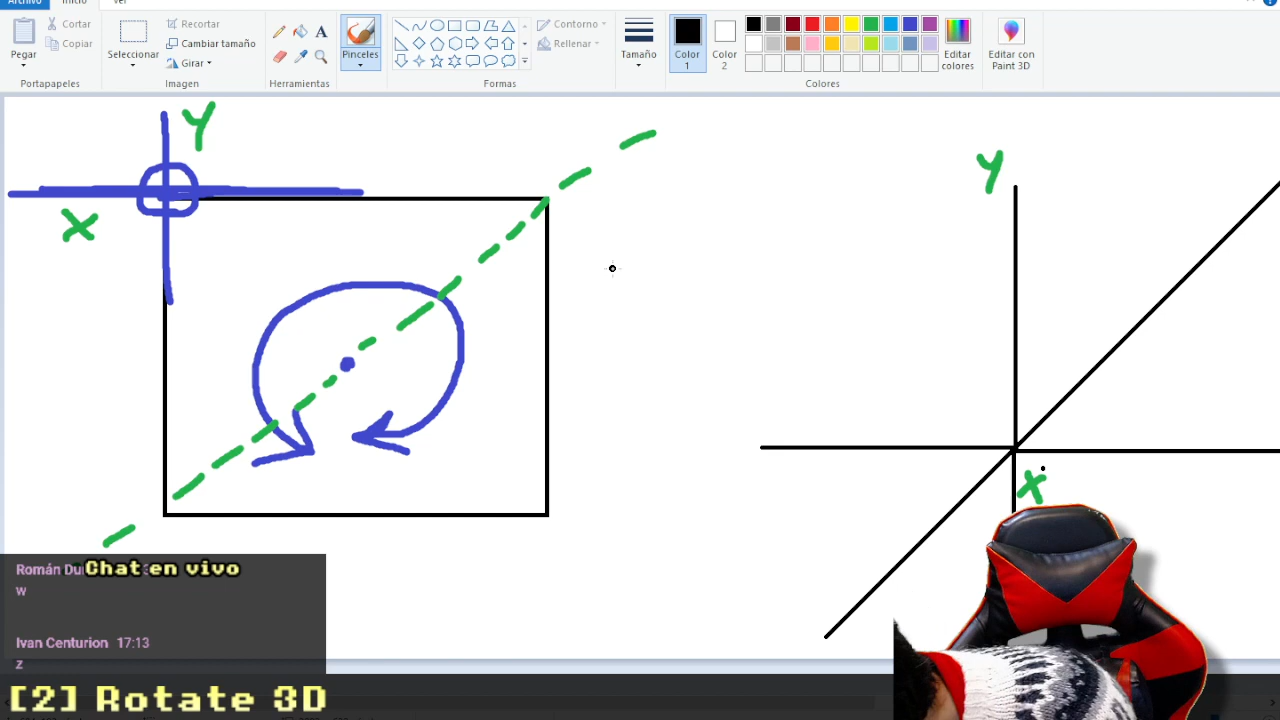 Archivo
Inicio
Ver
Pegar
Cortar
Copiar
Portapapeles
Seleccionar
Recortar
Cambiar tamaño
Girar
Imagen
A
Herramientas
Pinceles
Contorno
Rellenar
Formas
Tamaño
Color
1
Color
2
Editar
colores
Editar con
Paint 3D
Colores
Y
X
Y
X
Chat en vivo
Román
w
Ivan Centurion 17:13
z
[2] Rotate 3D